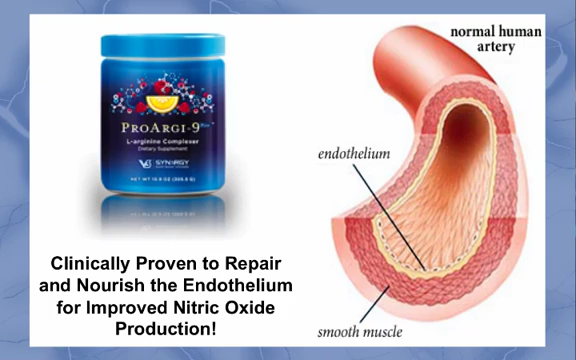 PROARGI-9
L-arginine Complexer
Dietary Supplement
SYNERGY
Clinically Proven to Repair
and Nourish the Endothelium
for Improved Nitric Oxide
Production!
normal human
artery
endothelium
smooth muscle